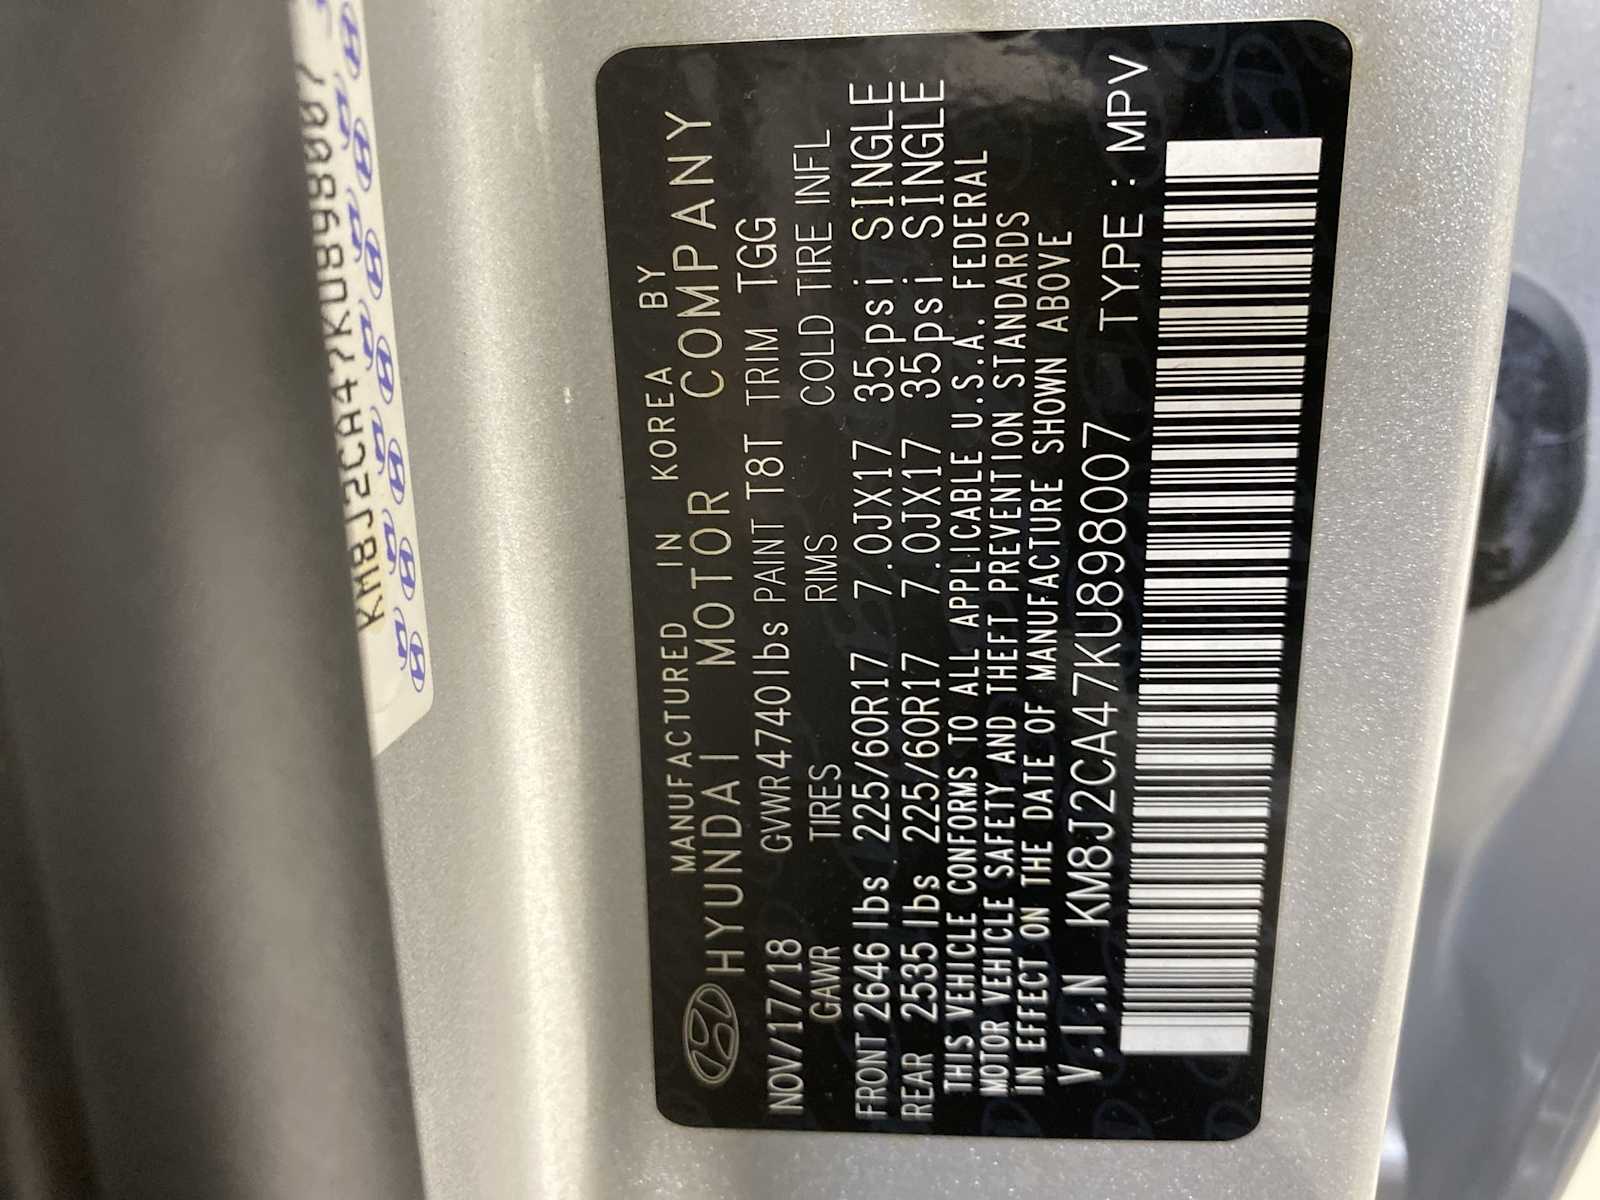 KM8J2CA47KU898007
MANUFACTURED IN KOREA BY
HYUNDAI MOTOR COMPANY
NOV/17/18 GVWR4740lbs PAINT T8T TRIM TGG
GAWR TIRES RIMS COLD TIRE INFL
FRONT 2646 lbs 225/60R17 7.0JX17 35psi SINGLE
REAR 2535 lbs 225/60R17 7.0JX17 35psi SINGLE
THIS VEHICLE CONFORMS TO ALL APPLICABLE U.S.A. FEDERAL
MOTOR VEHICLE SAFETY AND THEFT PREVENTION STANDARDS
IN EFFECT ON THE DATE OF MANUFACTURE SHOWN ABOVE
V.I.N KM8J2CA47KU898007 TYPE : MPV